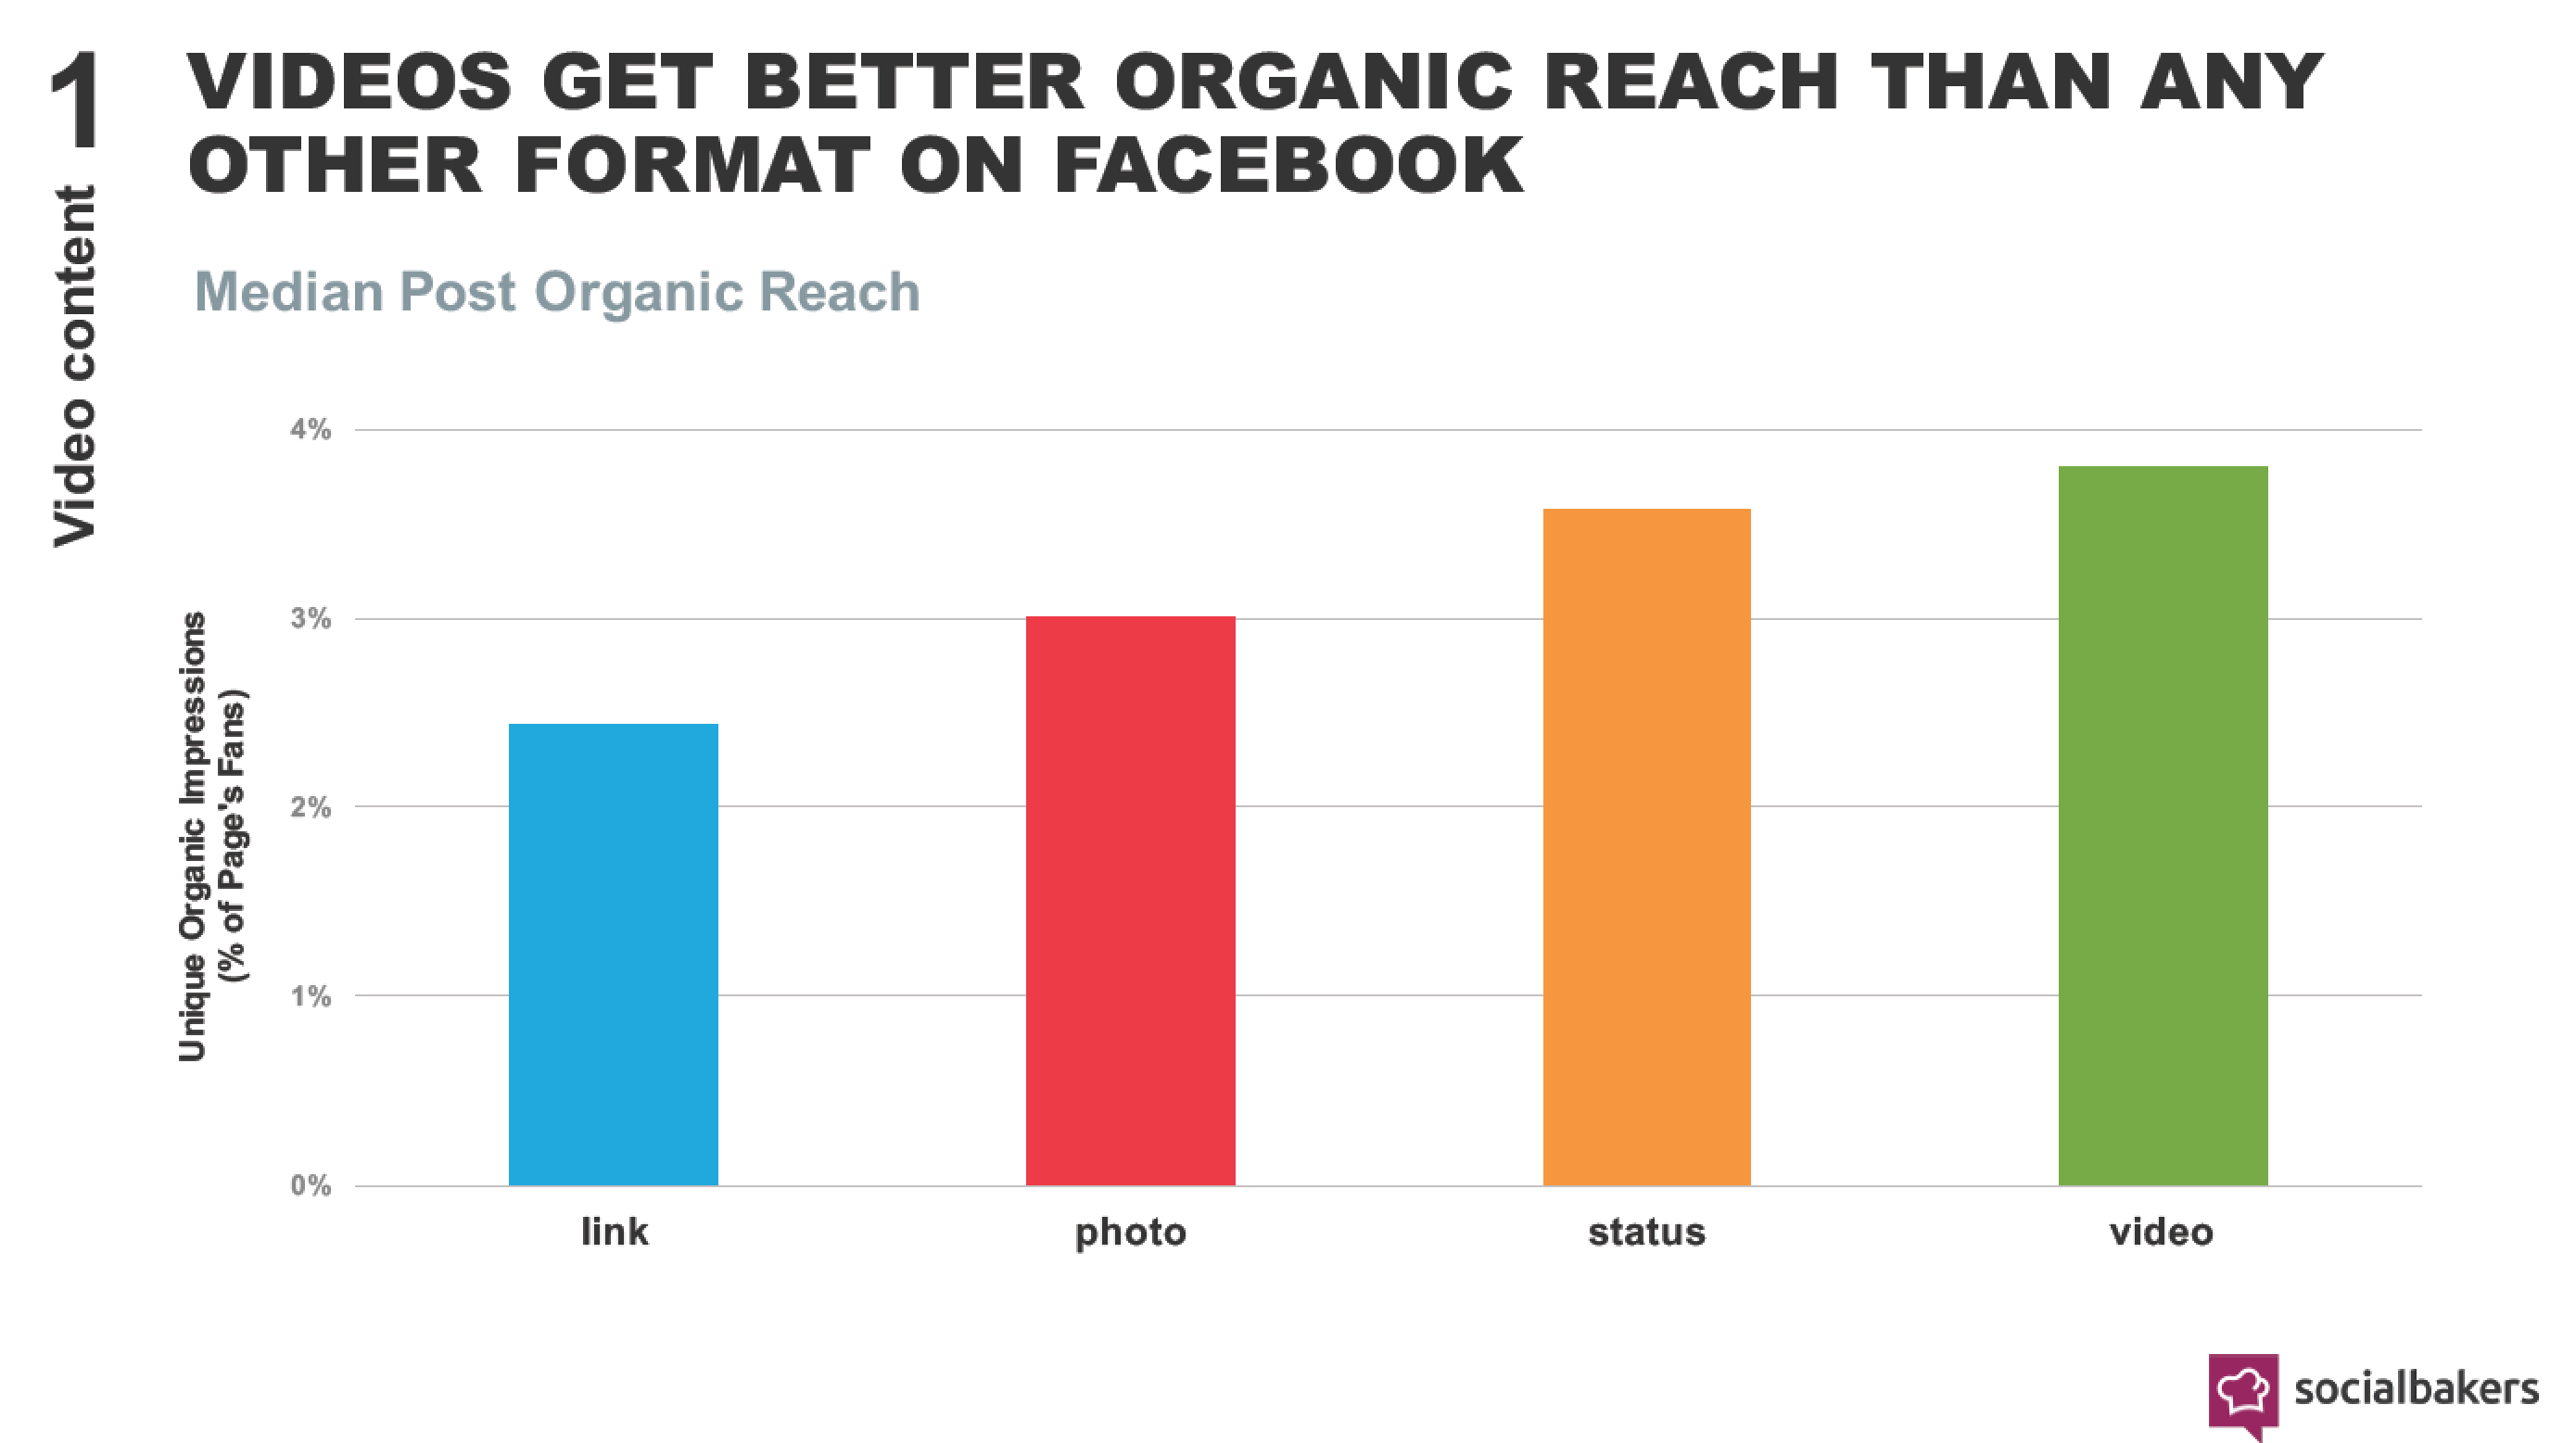 1
Video content
VIDEOS GET BETTER ORGANIC REACH THAN ANY
OTHER FORMAT ON FACEBOOK
Median Post Organic Reach
Unique Organic Impressions
(% of Page's Fans)
4%
3%
2%
1%
0%
link
photo
status
video
socialbakers